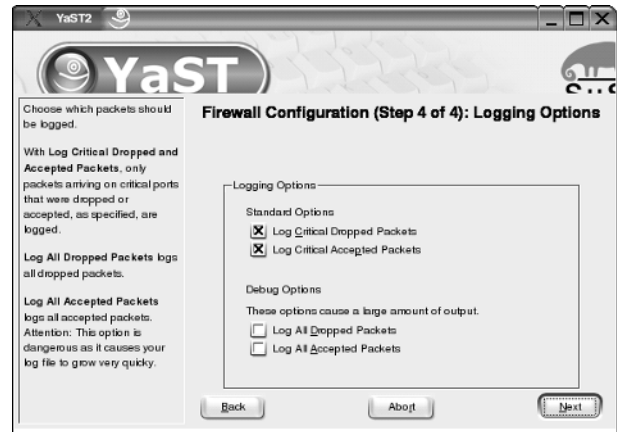 YaST2
YaST
Choose which packets should
be logged.
With Log Critical Dropped and
Accepted Packets, only
packets arriving on critical ports
that were dropped or
accepted, as specified, are
logged.
Log All Dropped Packets logs
all dropped packets.
Log All Accepted Packets
logs all accepted packets.
Attention: This option is
dangerous as it causes your
log file to grow very quicky.
Firewall Configuration (Step 4 of 4): Logging Options
Logging Options
Standard Options
Log Critical Dropped Packets
Log Critical Accepted Packets
Debug Options
These options cause a large amount of output.
Log All Dropped Packets
Log All Accepted Packets
Back
Abort
Next